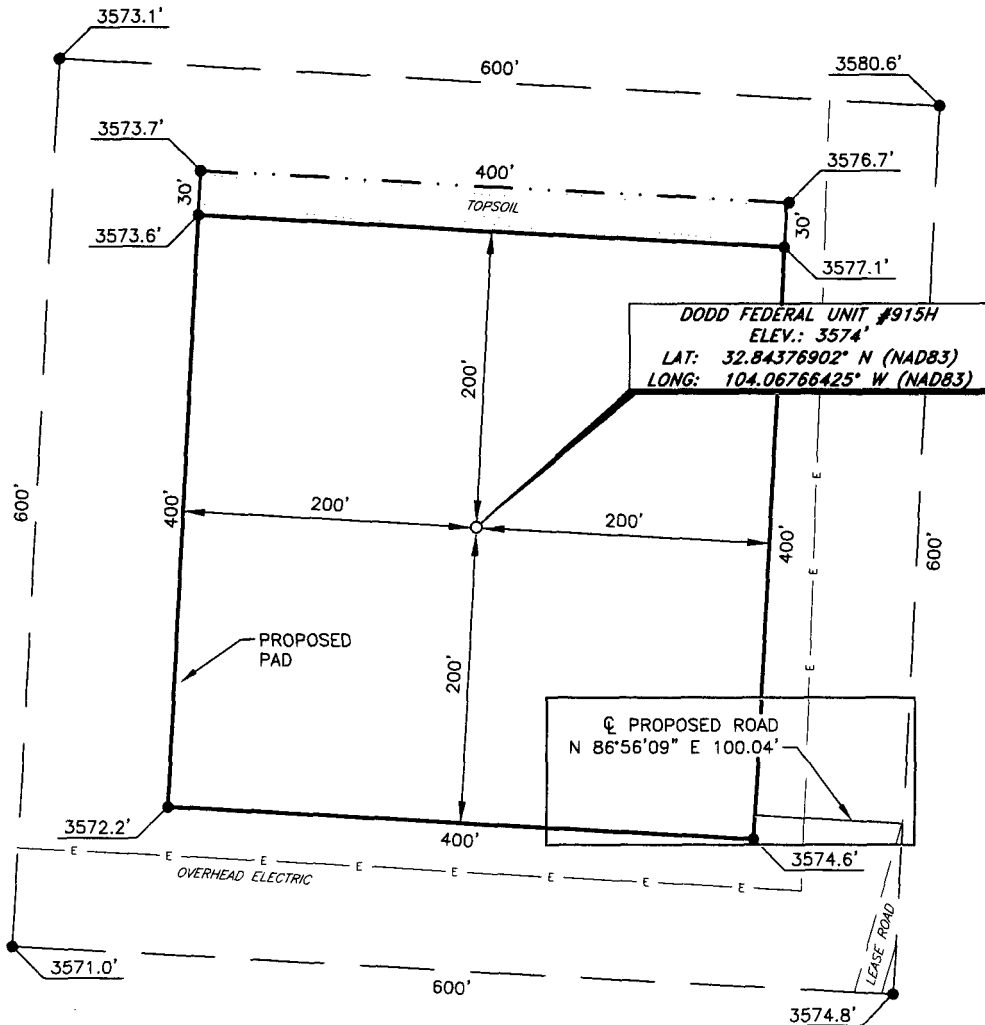 3573.1'
600'
3580.6'
3573.7'
400'
3576.7'
30'
TOPSOIL
30'
3573.6'
3577.1'
DODD FEDERAL UNIT #915H
ELEV.: 3574'
LAT: 32.84376902° N (NAD83)
LONG: 104.06766425° W (NAD83)
200'
E
600'
400'
200'
200'
400'
600'
E
PROPOSED
PAD
E
200'
℄ PROPOSED ROAD
N 86°56'09" E 100.04'
3572.2'
400'
3574.6'
E E E E E E E E
OVERHEAD ELECTRIC
LEASE ROAD
3571.0'
600'
3574.8'